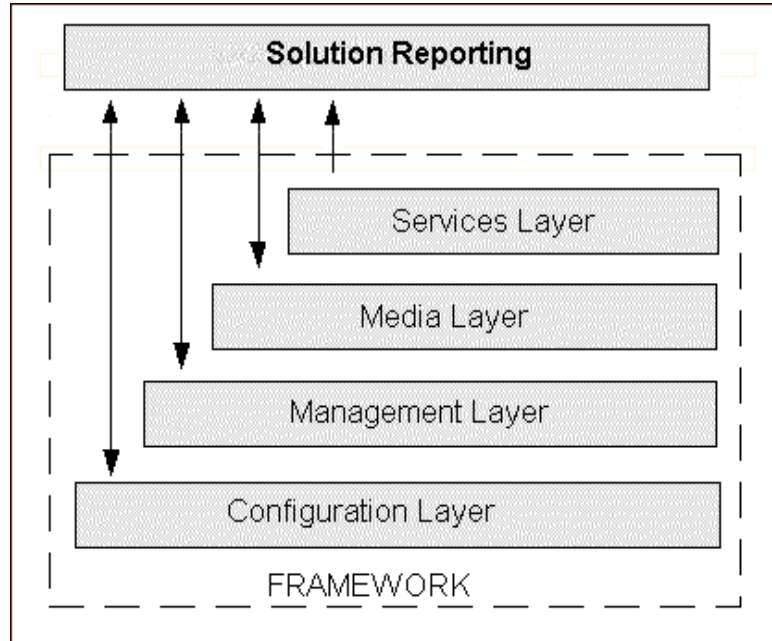 Solution Reporting
Services Layer
Media Layer
Management Layer
Configuration Layer
FRAMEWORK